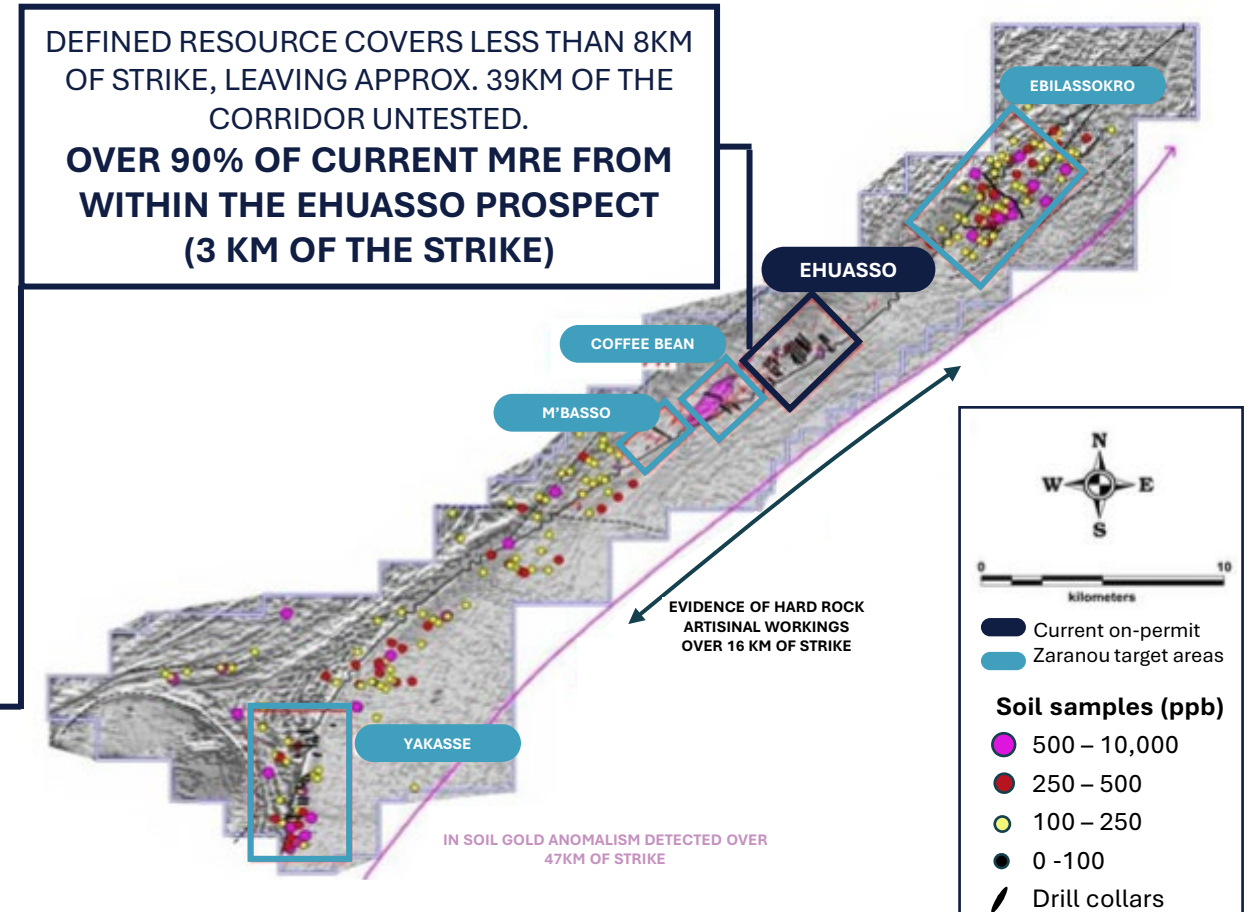 DEFINED RESOURCE COVERS LESS THAN 8KM
OF STRIKE, LEAVING APPROX. 39KM OF THE
CORRIDOR UNTESTED.
OVER 90% OF CURRENT MRE FROM
WITHIN THE EHUASSO PROSPECT
(3 KM OF THE STRIKE)
EBILASSOKRO
EHUASSO
COFFEE BEAN
M'BASSO
YAKASSE
EVIDENCE OF HARD ROCK
ARTISINAL WORKINGS
OVER 16 KM OF STRIKE
IN SOIL GOLD ANOMALISM DETECTED OVER
47KM OF STRIKE
N
W E
S
0 10
kilometers
Current on-permit
Zaranou target areas
Soil samples (ppb)
500 – 10,000
250 – 500
100 – 250
0 -100
Drill collars